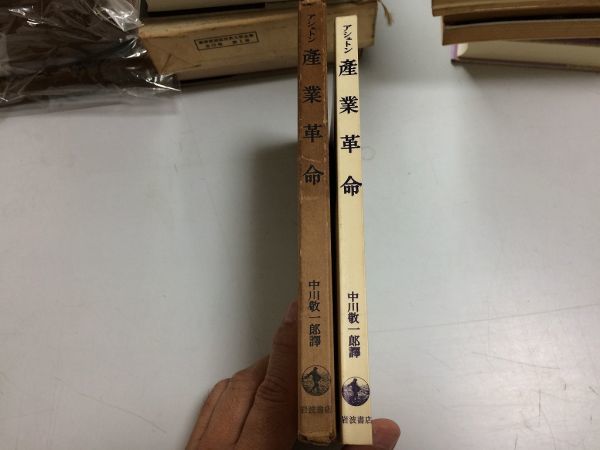 アシュトン
産業革命
中川敬一郎譯
岩波書店
アシュトン
産業革命
中川敬一郎譯
岩波書店